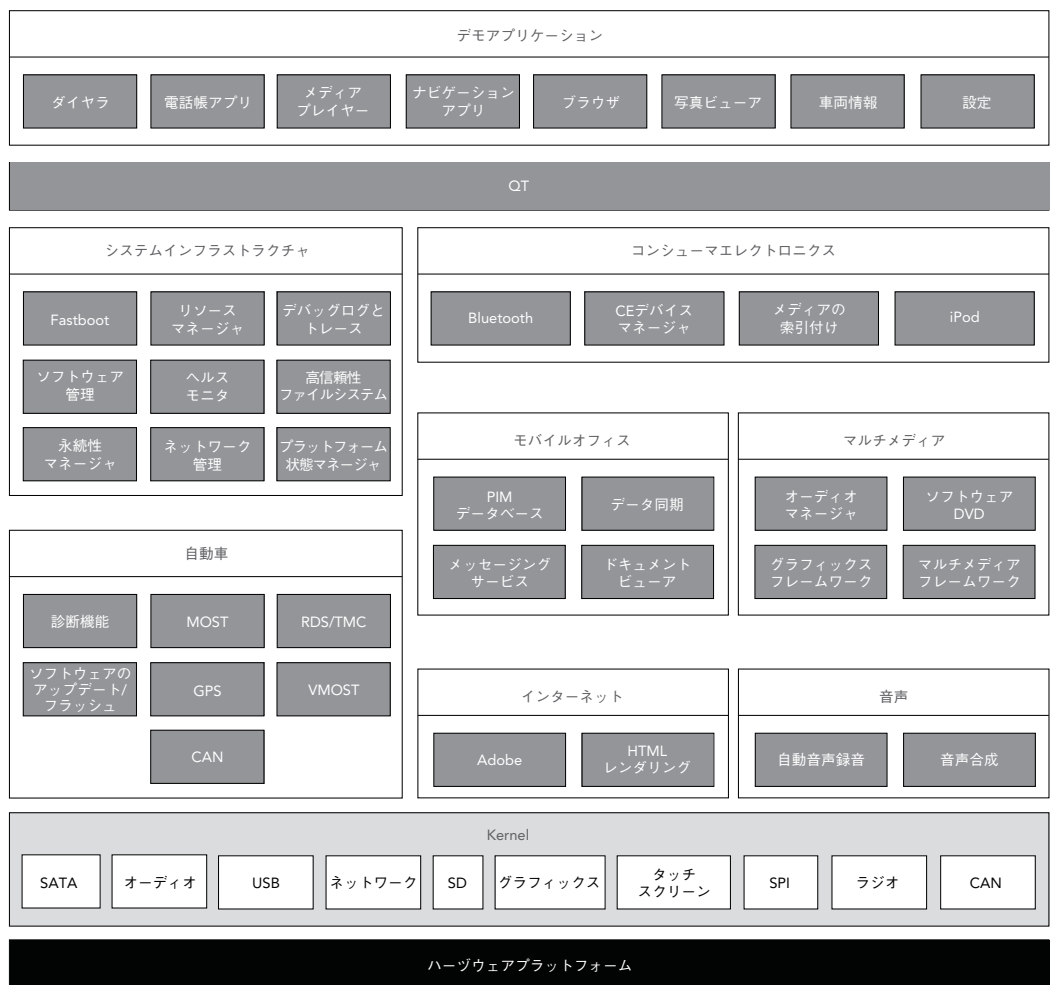 デモアプリケーション
ダイヤラ
電話帳アプリ
メディア
プレイヤー
ナビゲーション
アプリ
ブラウザ
写真ビューア
車両情報
設定
QT
システムインフラストラクチャ
Fastboot
リソース
マネージャ
デバッグログと
トレース
ソフトウェア
管理
ヘルス
モニタ
高信頼性
ファイルシステム
永続性
マネージャ
ネットワーク
管理
プラットフォーム
状態マネージャ
コンシューマエレクトロニクス
Bluetooth
CEデバイス
マネージャ
メディアの
索引付け
iPod
モバイルオフィス
PIM
データベース
データ同期
メッセージング
サービス
ドキュメント
ビューア
マルチメディア
オーディオ
マネージャ
ソフトウェア
DVD
グラフィックス
フレームワーク
マルチメディア
フレームワーク
自動車
診断機能
MOST
RDS/TMC
ソフトウェアの
アップデート/
フラッシュ
GPS
VMOST
CAN
インターネット
Adobe
HTML
レンダリング
音声
自動音声録音
音声合成
Kernel
SATA
オーディオ
USB
ネットワーク
SD
グラフィックス
タッチ
スクリーン
SPI
ラジオ
CAN
ハーヅウェアプラットフォーム